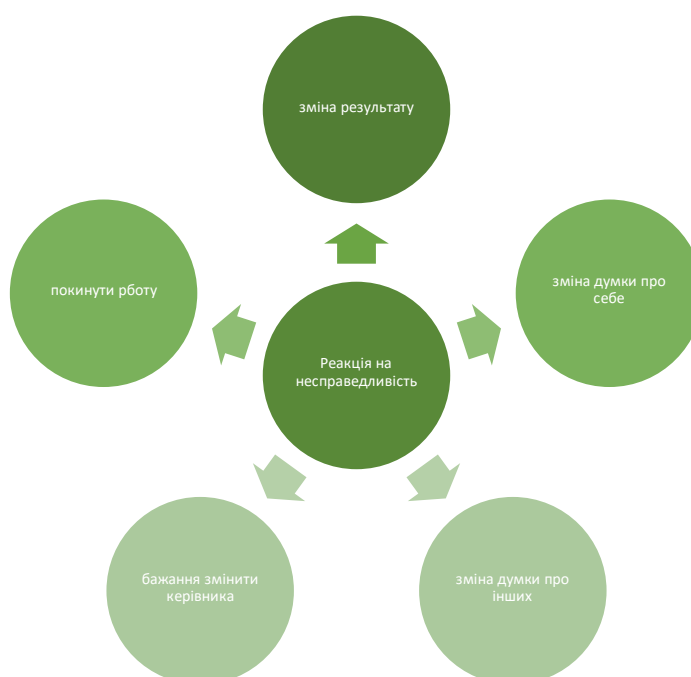 зміна результату
зміна думки про
себе
зміна думки про
інших
бажання змінити
керівника
покинути рботу
Реакція на
несправедливість